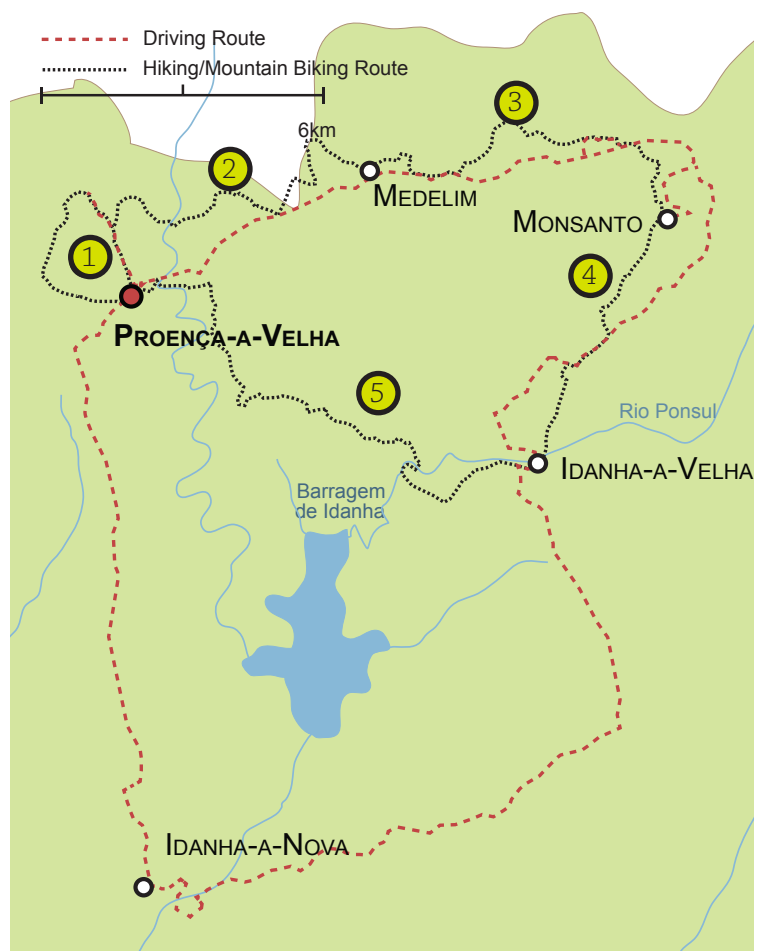 Driving Route
Hiking/Mountain Biking Route
6km
3
2
MEDELIM
MONSANTO
1
4
PROENÇA-A-VELHA
5
Rio Ponsul
IDANHA-A-VELHA
Barragem
de Idanha
IDANHA-A-NOVA